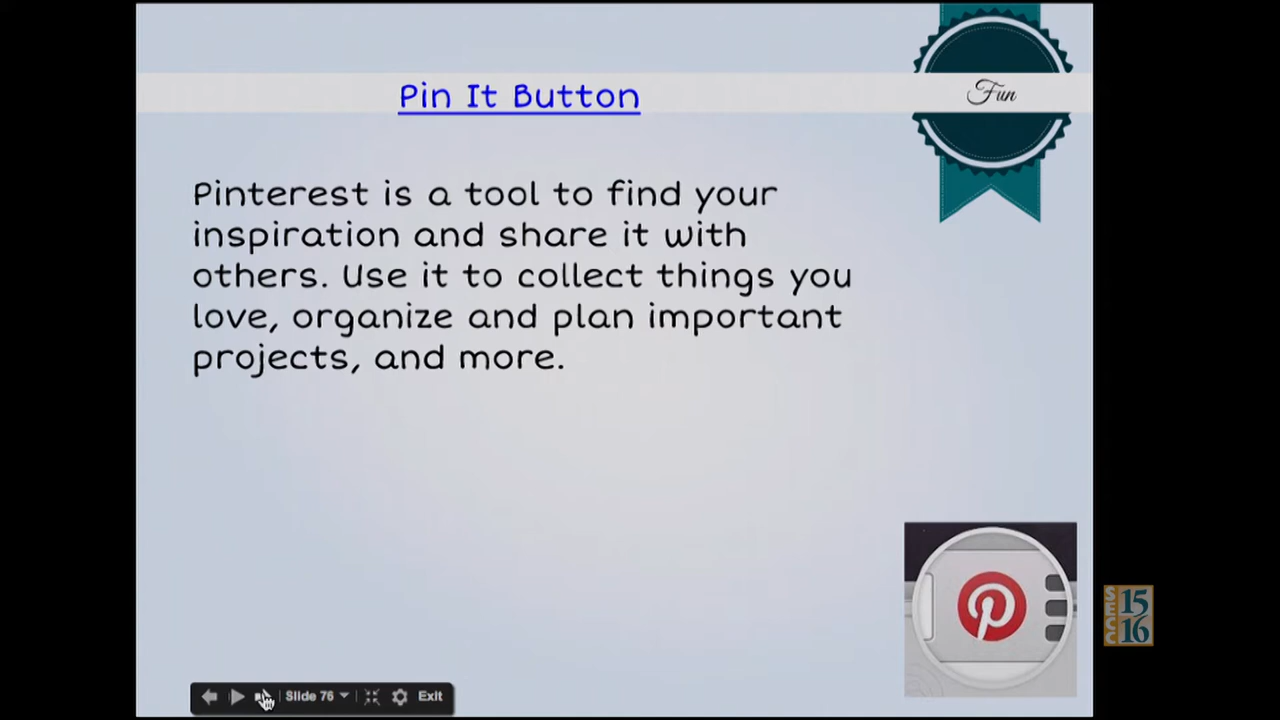 Pin It Button
Fun
Pinterest is a tool to find your
inspiration and share it with
others. Use it to collect things you
love, organize and plan important
projects, and more.
SECC
15
16
Slide 76
Exit